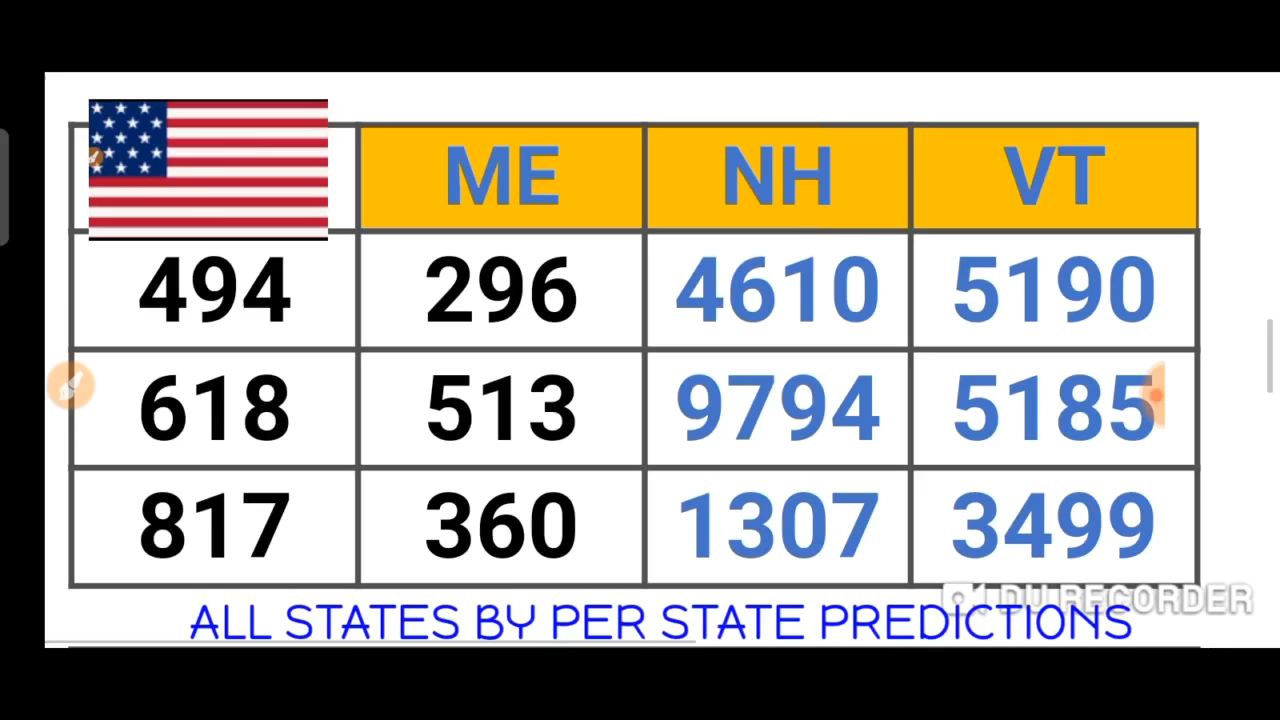 ME NH VT
494 296 4610 5190
618 513 9794 5185
817 360 1307 3499
DU RECORDER
ALL STATES BY PER STATE PREDICTIONS